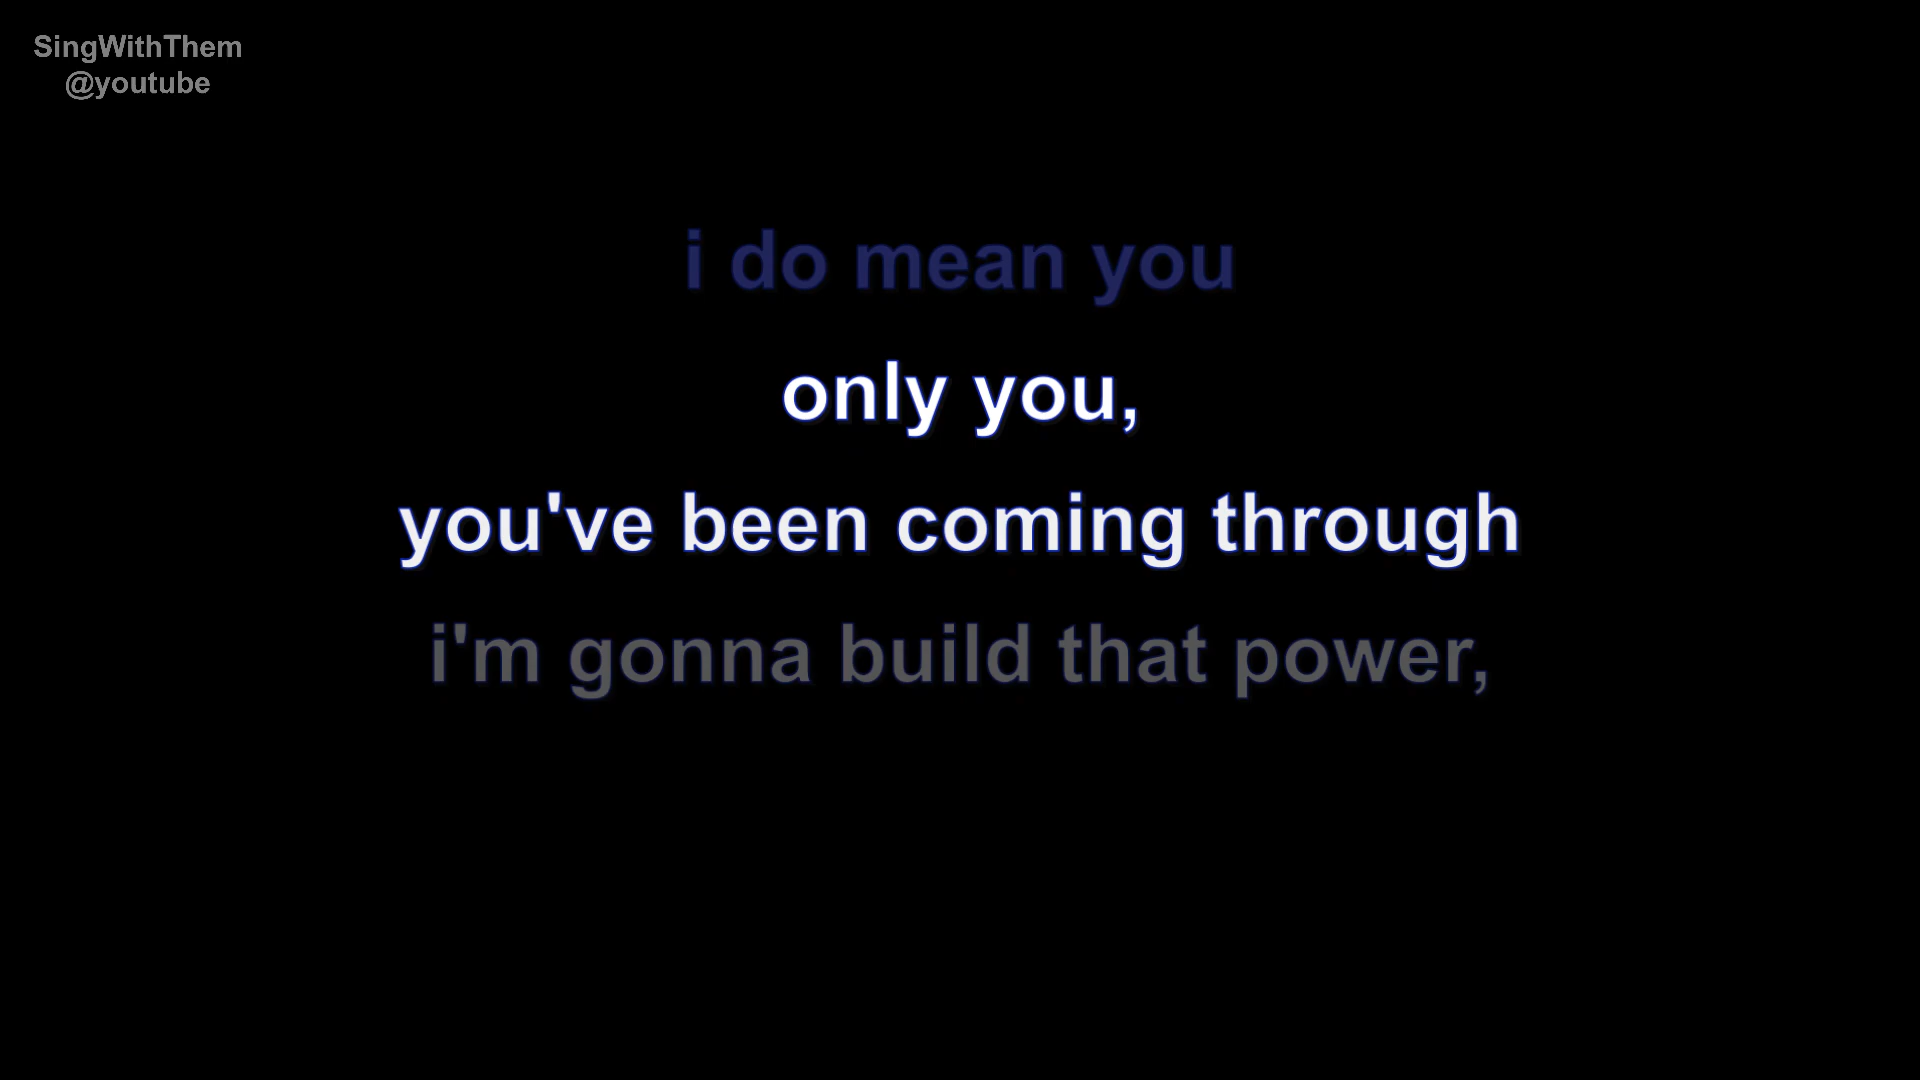 SingWithThem
@youtube
i do mean you
only you,
you've been coming through
i'm gonna build that power,